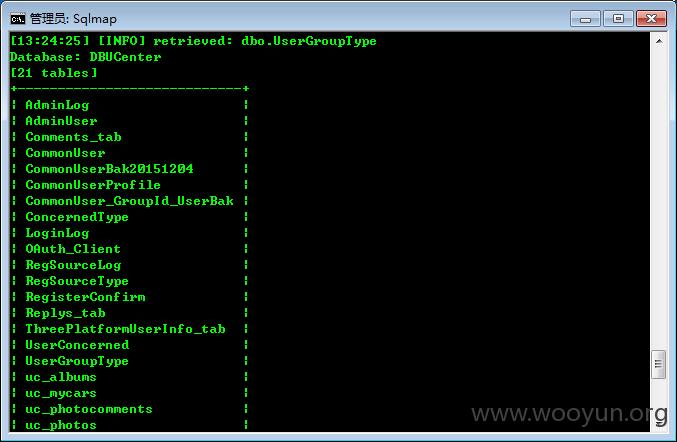 管理员: Sqlmap
[13:24:25] [INFO] retrieved: dbo.UserGroupType
Database: DBUCenter
[21 tables]
+----------------------------+
| AdminLog |
| AdminUser |
| Comments_tab |
| CommonUser |
| CommonUserBak20151204 |
| CommonUserProfile |
| CommonUser_GroupId_UserBak |
| ConcernedType |
| LoginLog |
| OAuth_Client |
| RegSourceLog |
| RegSourceType |
| RegisterConfirm |
| Replys_tab |
| ThreePlatformUserInfo_tab |
| UserConcerned |
| UserGroupType |
| uc_albums |
| uc_mycars |
| uc_photocomments |
| uc_photos |
www.wooyun.org